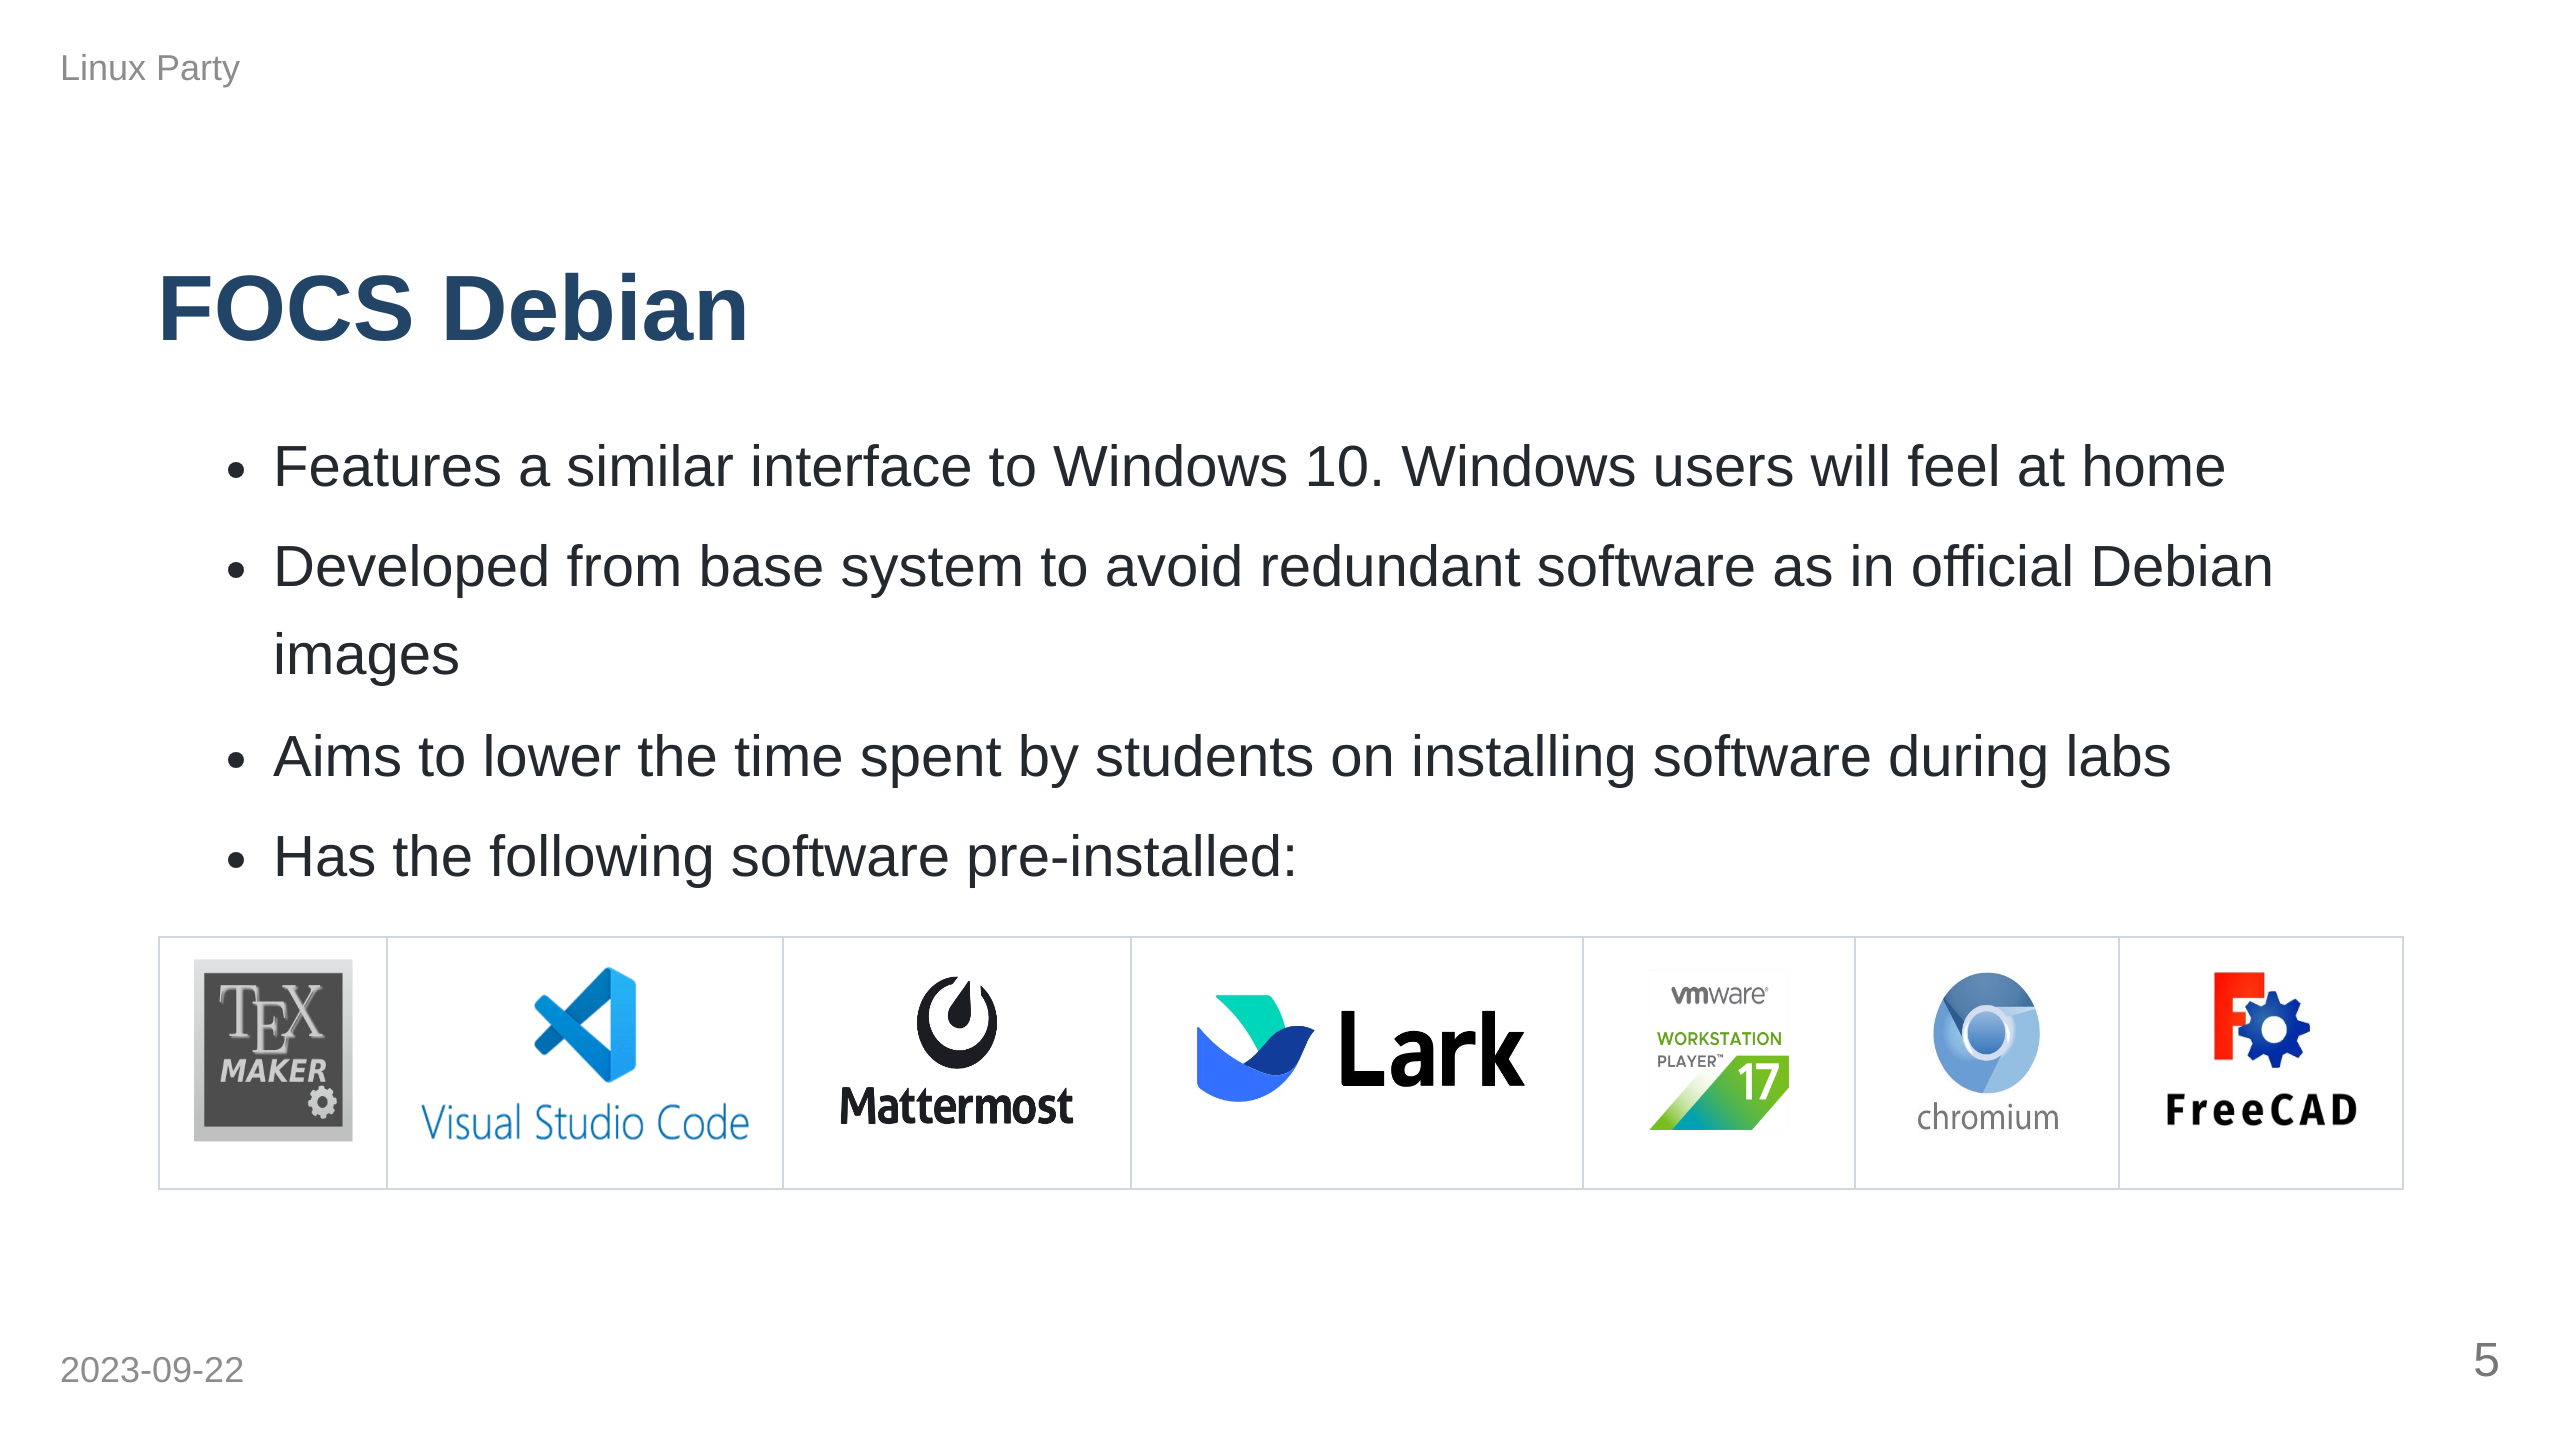 Linux Party
FOCS Debian
• Features a similar interface to Windows 10. Windows users will feel at home
• Developed from base system to avoid redundant software as in official Debian
images
• Aims to lower the time spent by students on installing software during labs
• Has the following software pre-installed:
TEX
MAKER
Visual Studio Code
Mattermost
Lark
vmware®
WORKSTATION
PLAYER™
17
chromium
FreeCAD
2023-09-22
5